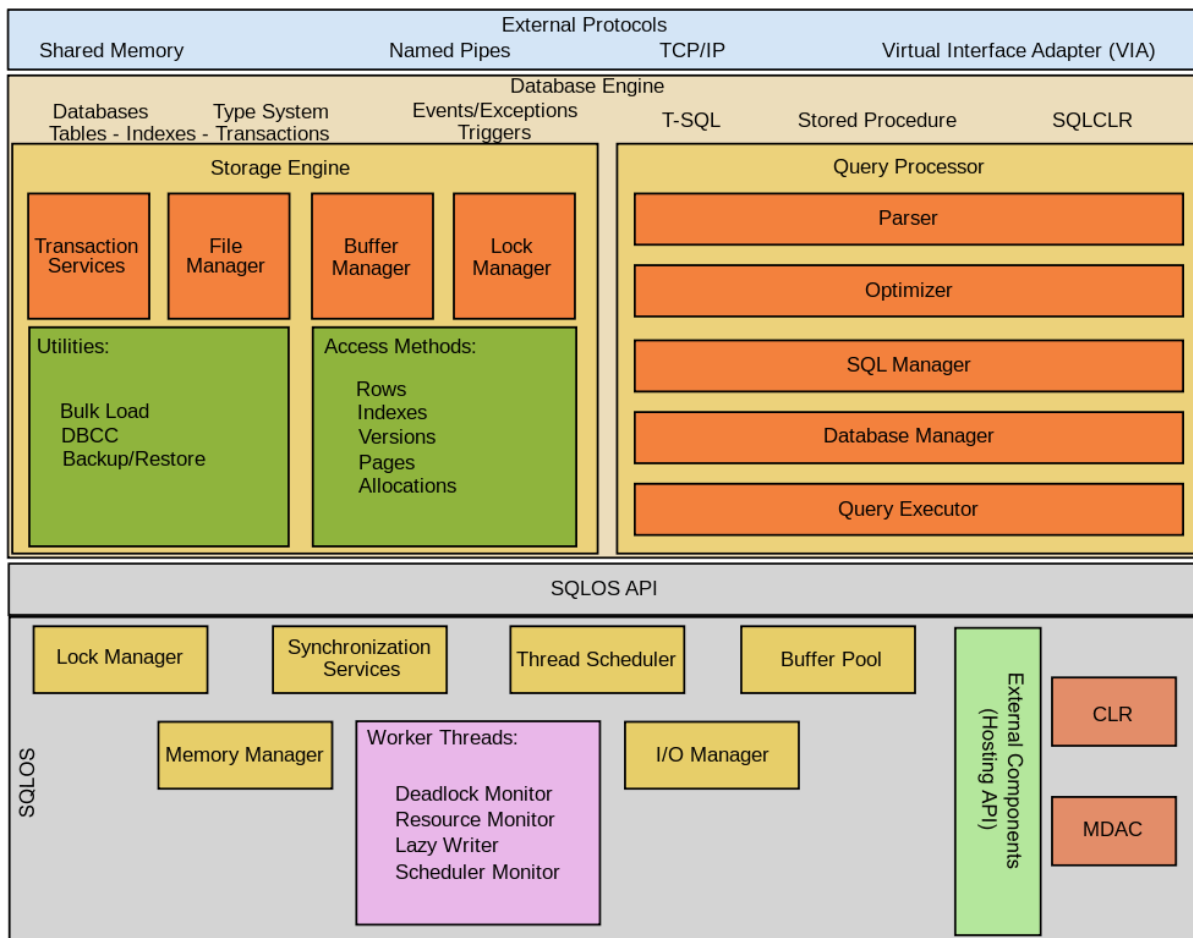 External Protocols
Shared Memory
Named Pipes
TCP/IP
Virtual Interface Adapter (VIA)
Database Engine
Databases
Type System
Tables - Indexes - Transactions
Events/Exceptions
Triggers
T-SQL
Stored Procedure
SQLCLR
Storage Engine
Transaction
Services
File
Manager
Buffer
Manager
Lock
Manager
Utilities:
Bulk Load
DBCC
Backup/Restore
Access Methods:
Rows
Indexes
Versions
Pages
Allocations
Query Processor
Parser
Optimizer
SQL Manager
Database Manager
Query Executor
SQLOS API
SQLOS
Lock Manager
Synchronization
Services
Thread Scheduler
Buffer Pool
Memory Manager
Worker Threads:
Deadlock Monitor
Resource Monitor
Lazy Writer
Scheduler Monitor
I/O Manager
External Components
(Hosting API)
CLR
MDAC